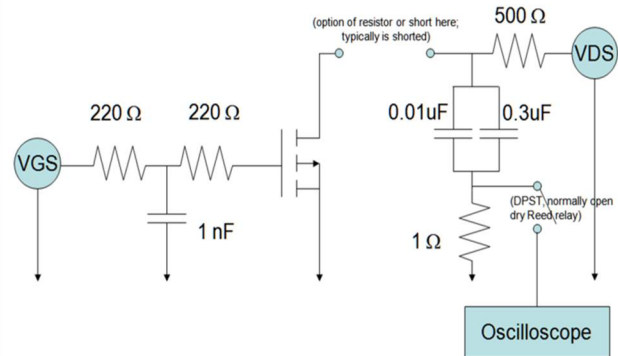 (option of resistor or short here;
typically is shorted)
500 Ω
VDS
220 Ω
220 Ω
0.01uF
0.3uF
VGS
(DPST, normally open
dry Reed relay)
1 nF
1 Ω
Oscilloscope